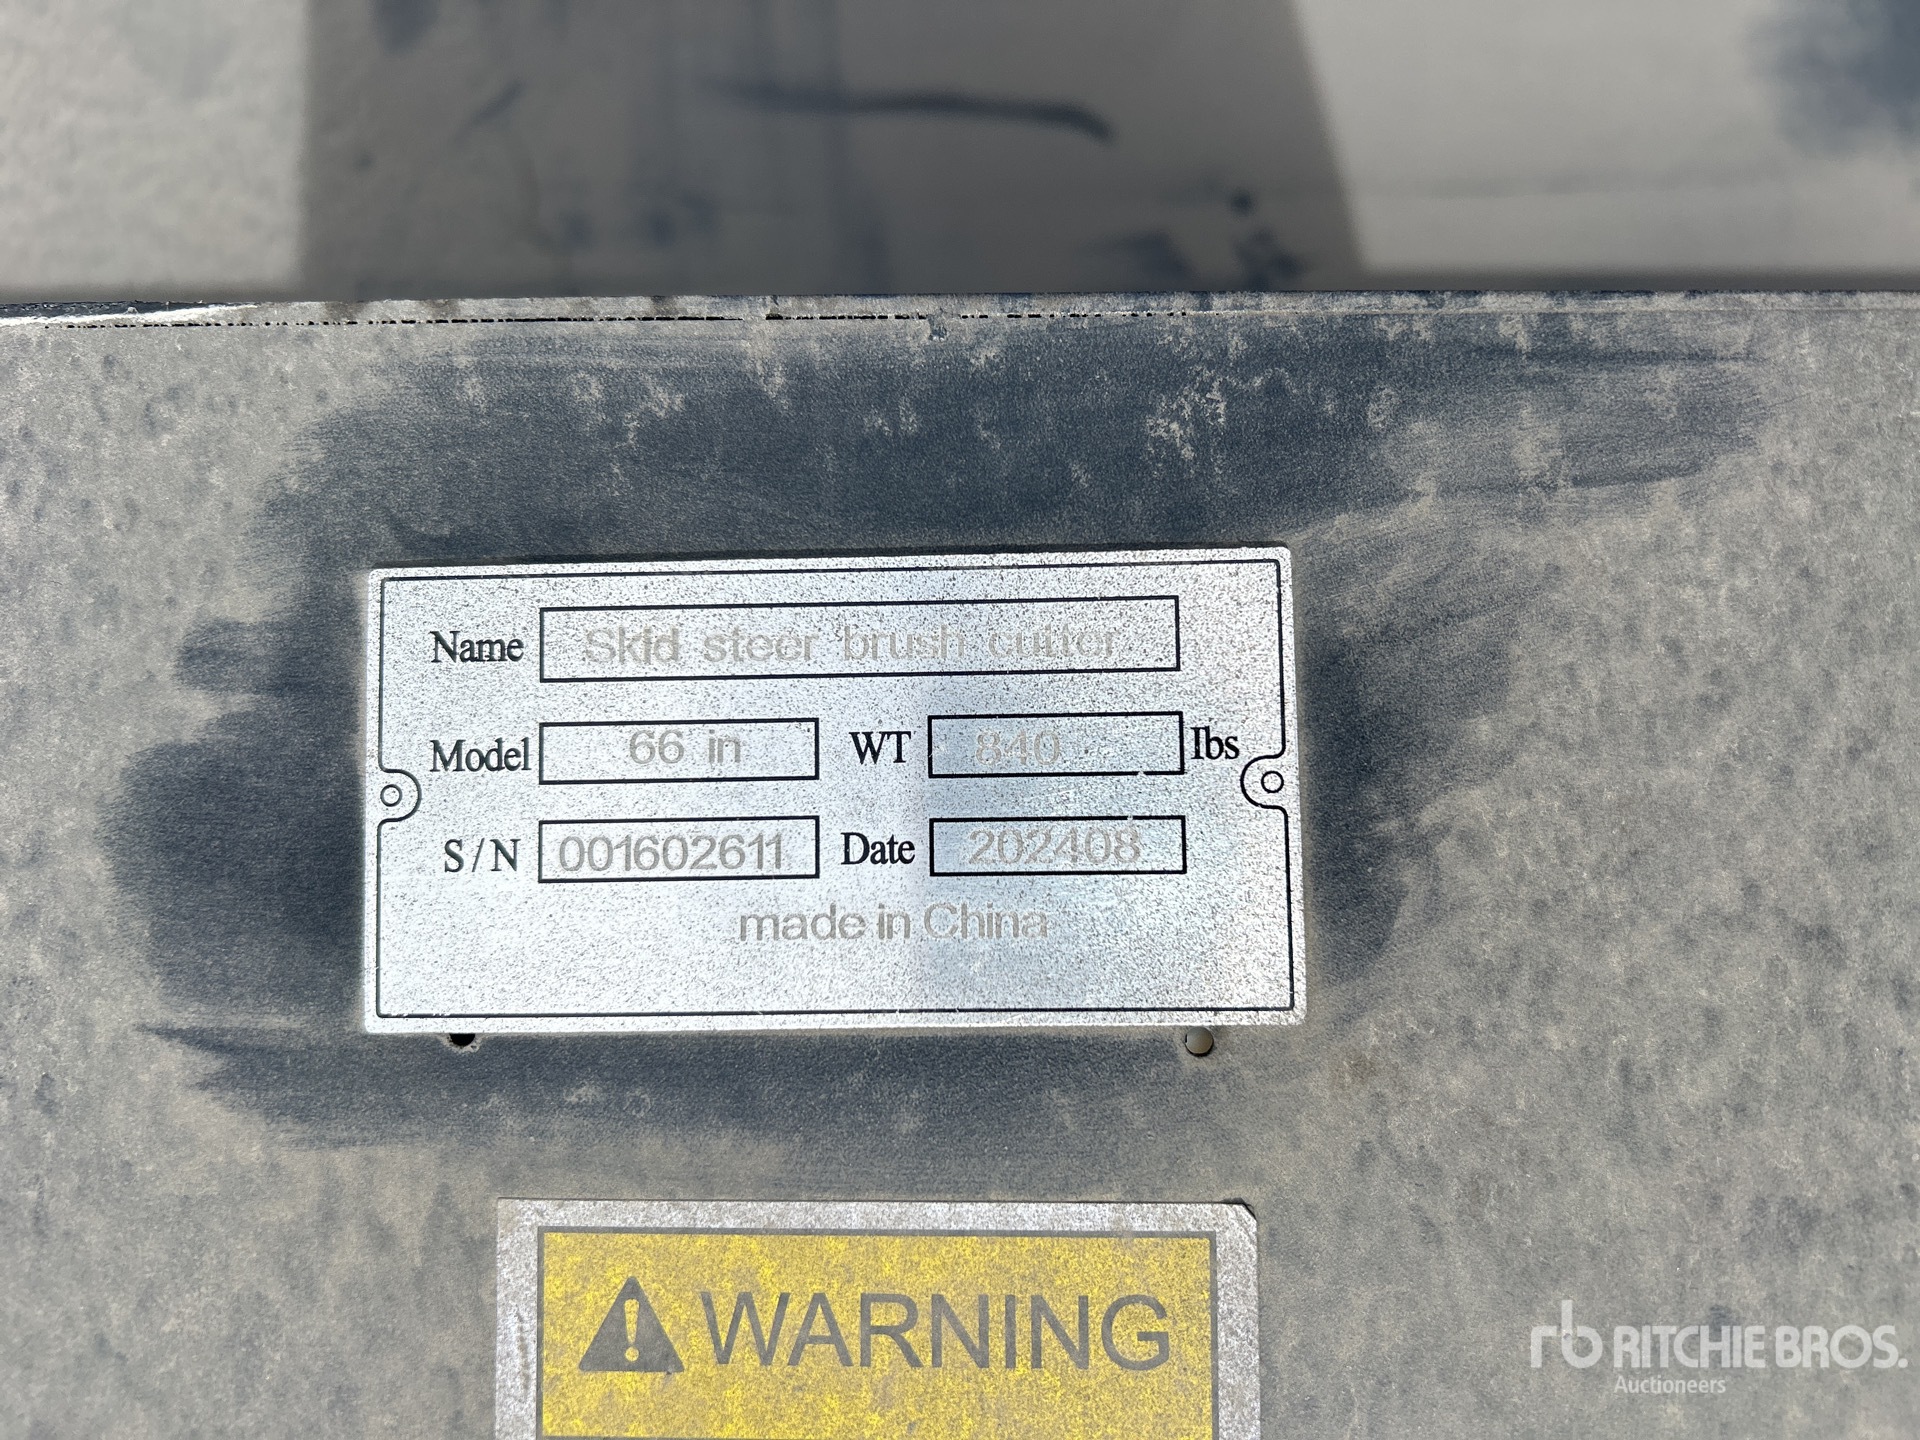 Name Skid steer brush cutter
Model 66 in WT 840 lbs
S/N 001602611 Date 202408
made in China
WARNING
rb RITCHIE BROS.
Auctioneers